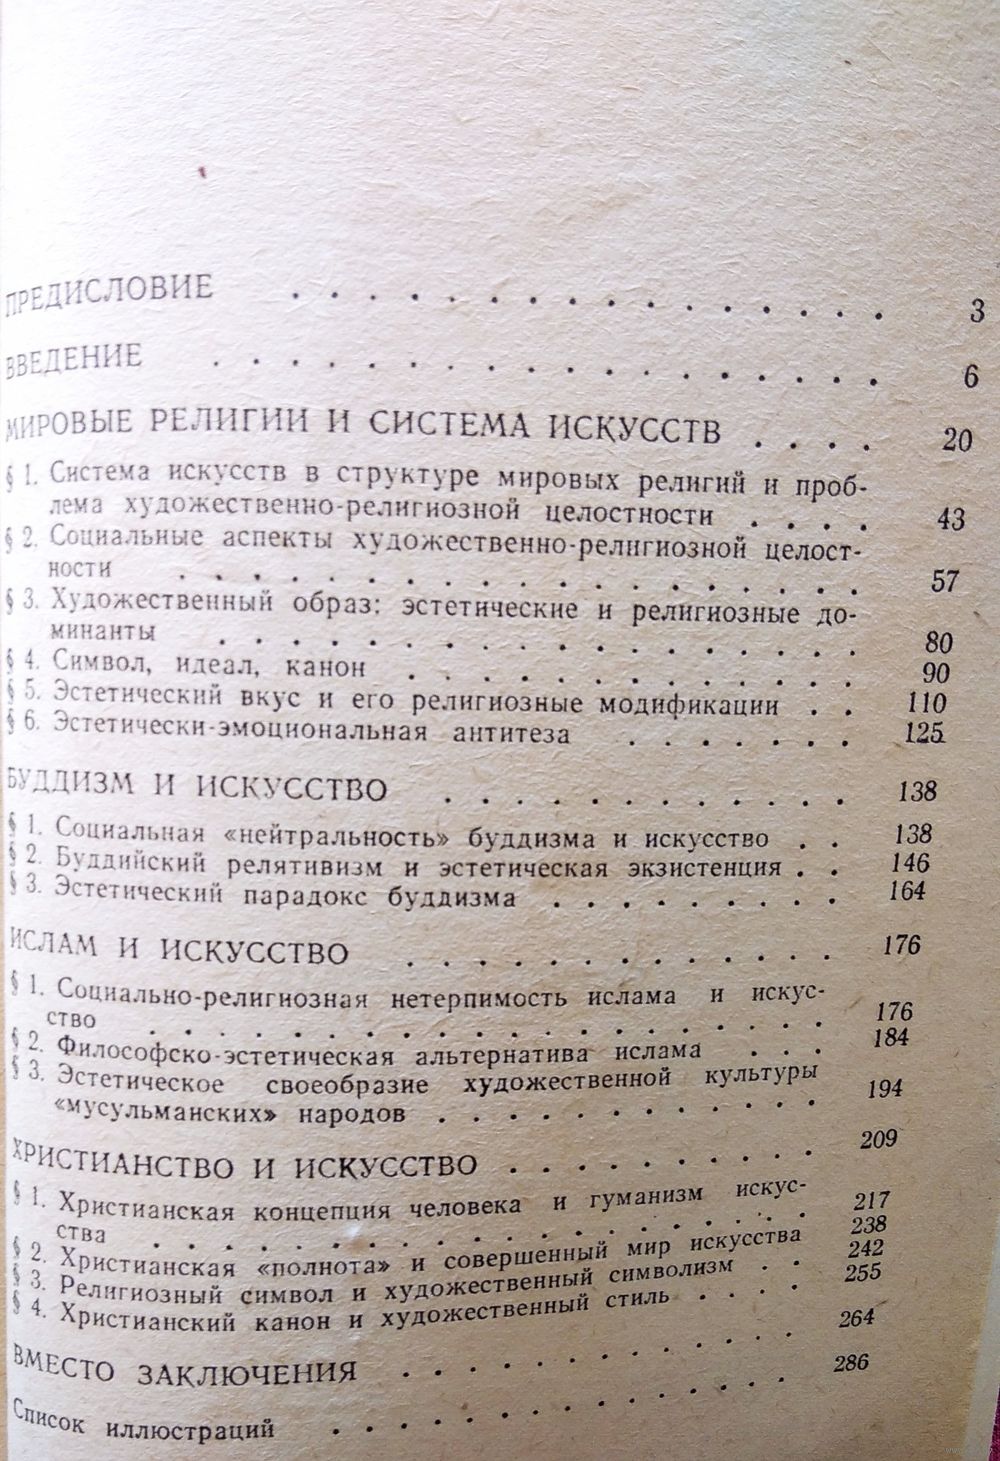 ПРЕДИСЛОВИЕ . . . . . . . . . . . . . . . . 3
ВВЕДЕНИЕ . . . . . . . . . . . . . . . . . . 6
МИРОВЫЕ РЕЛИГИИ И СИСТЕМА ИСКУССТВ . . . . 20
§ 1. Система искусств в структуре мировых религий и проб-
лема художественно-религиозной целостности . . . . 43
§ 2. Социальные аспекты художественно-религиозной целост-
ности . . . . . . . . . . . . . . . . . . 57
§ 3. Художественный образ: эстетические и религиозные до-
минанты . . . . . . . . . . . . . . . . . 80
§ 4. Символ, идеал, канон . . . . . . . . . . . . 90
§ 5. Эстетический вкус и его религиозные модификации . . 110
§ 6. Эстетически-эмоциональная антитеза . . . . . . . 125
БУДДИЗМ И ИСКУССТВО . . . . . . . . . . . 138
§ 1. Социальная «нейтральность» буддизма и искусство . . 138
§ 2. Буддийский релятивизм и эстетическая экзистенция . . 146
§ 3. Эстетический парадокс буддизма . . . . . . . . . 164
ИСЛАМ И ИСКУССТВО . . . . . . . . . . . . 176
§ 1. Социально-религиозная нетерпимость ислама и искус-
ство . . . . . . . . . . . . . . . . . . 176
§ 2. Философско-эстетическая альтернатива ислама . . . 184
§ 3. Эстетическое своеобразие художественной культуры
«мусульманских» народов . . . . . . . . . . . 194
ХРИСТИАНСТВО И ИСКУССТВО . . . . . . . . . 209
§ 1. Христианская концепция человека и гуманизм искус-
ства . . . . . . . . . . . . . . . . . . 217
§ 2. Христианская «полнота» и совершенный мир искусства 238
§ 3. Религиозный символ и художественный символизм . . 242
§ 4. Христианский канон и художественный стиль . . . . 255
ВМЕСТО ЗАКЛЮЧЕНИЯ . . . . . . . . . . . . 264
Список иллюстраций . . . . . . . . . . . . . . 286